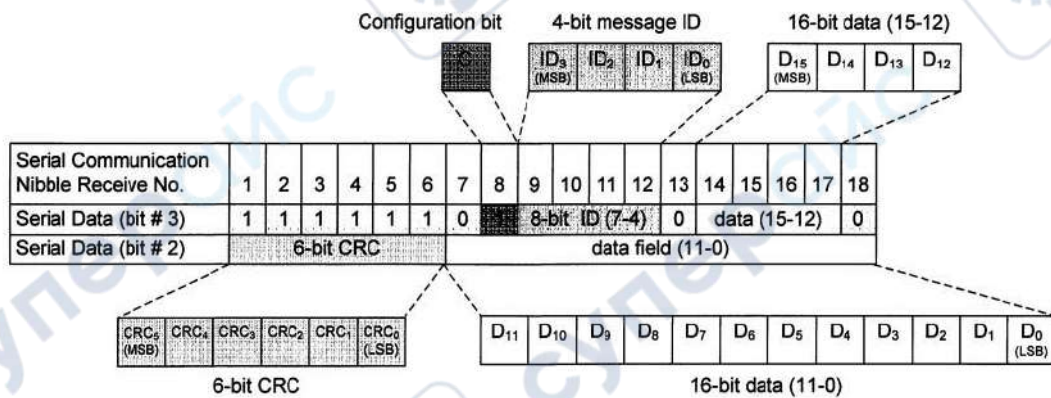 Configuration bit 4-bit message ID 16-bit data (15-12)
C ID₃ ID₂ ID₁ ID₀ D₁₅ D₁₄ D₁₃ D₁₂
(MSB) (LSB) (MSB)
Serial Communication
Nibble Receive No. 1 2 3 4 5 6 7 8 9 10 11 12 13 14 15 16 17 18
Serial Data (bit # 3) 1 1 1 1 1 1 0 1 8-bit ID (7-4) 0 data (15-12) 0
Serial Data (bit # 2) 6-bit CRC data field (11-0)
CRC₅ CRC₄ CRC₃ CRC₂ CRC₁ CRC₀ D₁₁ D₁₀ D₉ D₈ D₇ D₆ D₅ D₄ D₃ D₂ D₁ D₀
(MSB) (LSB) (LSB)
6-bit CRC 16-bit data (11-0)